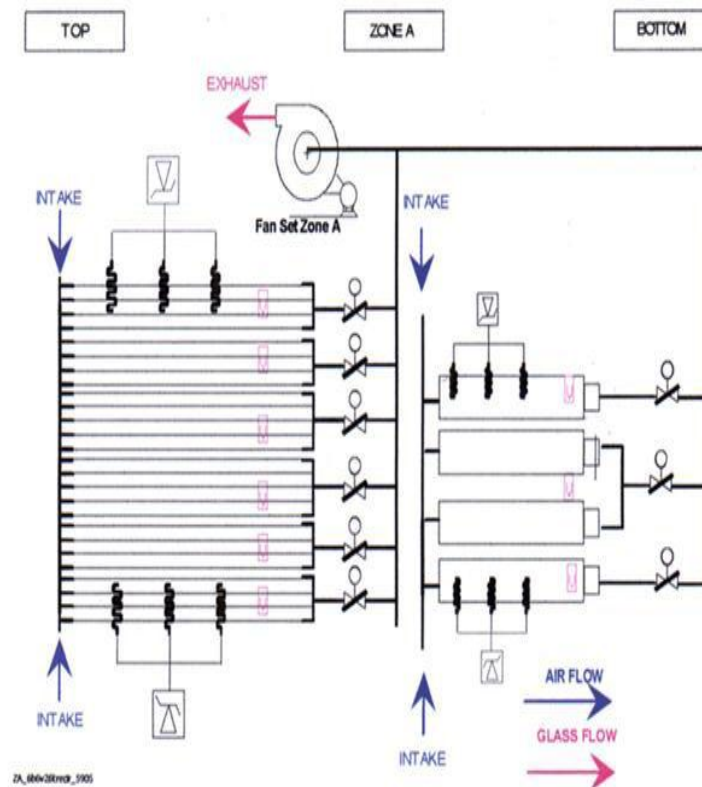 TOP
ZONE A
BOTTOM
EXHAUST
INTAKE
INTAKE
Fan Set Zone A
INTAKE
INTAKE
AIR FLOW
GLASS FLOW